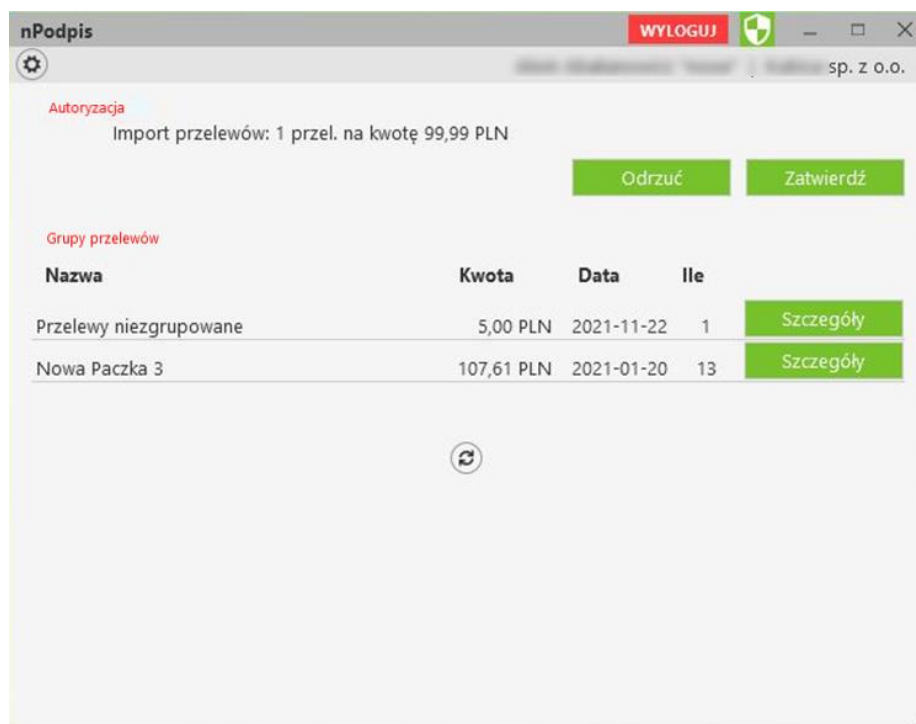 nPodpis WYLOGUJ
sp. z o.o.
Autoryzacja
Import przelewów: 1 przel. na kwotę 99,99 PLN
Odrzuć Zatwierdź
Grupy przelewów
Nazwa Kwota Data Ile
Przelewy niezgrupowane 5,00 PLN 2021-11-22 1 Szczegóły
Nowa Paczka 3 107,61 PLN 2021-01-20 13 Szczegóły